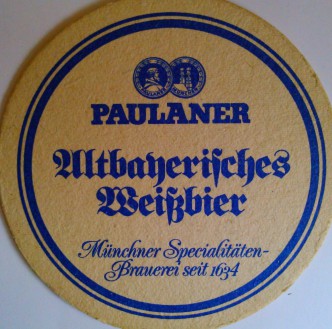 PAULANER
Altbayerisches
Weißbier
Münchner Specialitäten-
Brauerei seit 1634